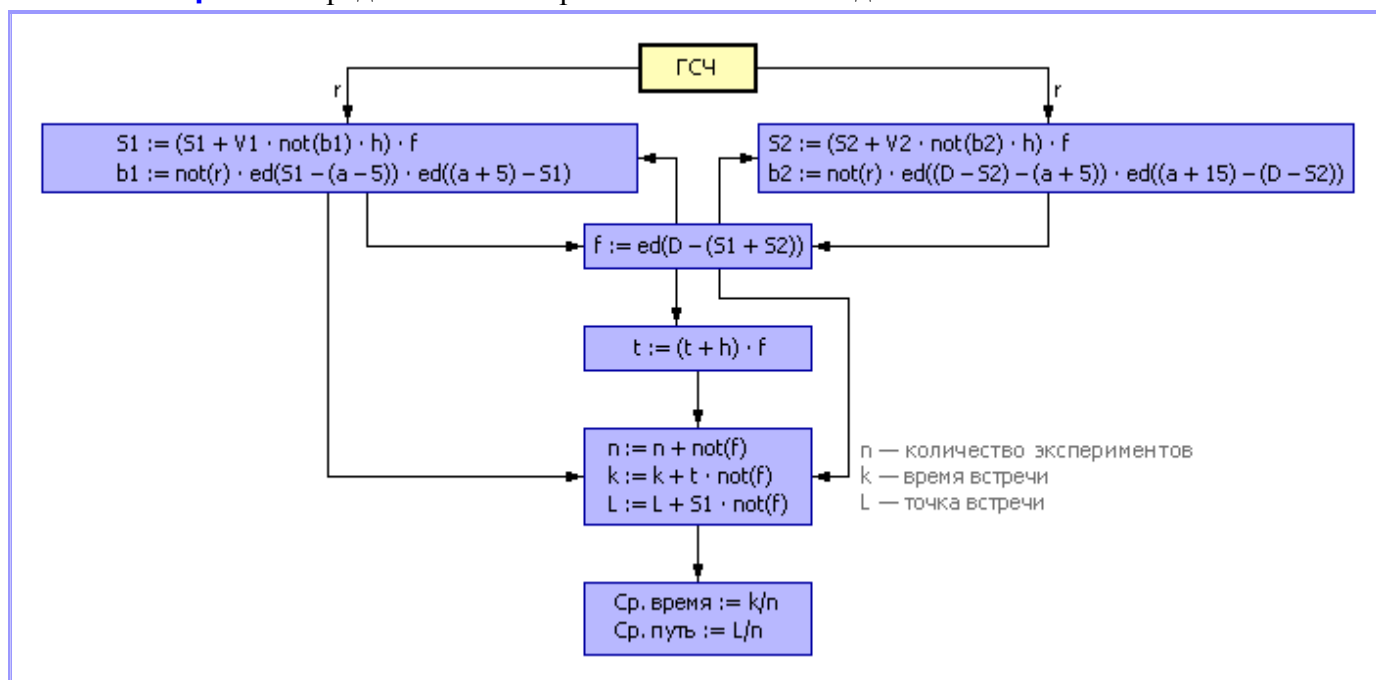 ГСЧ
r
r
S1 := (S1 + V1 · not(b1) · h) · f
b1 := not(r) · ed(S1 – (a – 5)) · ed((a + 5) – S1)
S2 := (S2 + V2 · not(b2) · h) · f
b2 := not(r) · ed((D – S2) – (a + 5)) · ed((a + 15) – (D – S2))
f := ed(D – (S1 + S2))
t := (t + h) · f
n := n + not(f)
k := k + t · not(f)
L := L + S1 · not(f)
n — количество экспериментов
k — время встречи
L — точка встречи
Ср. время := k/n
Ср. путь := L/n